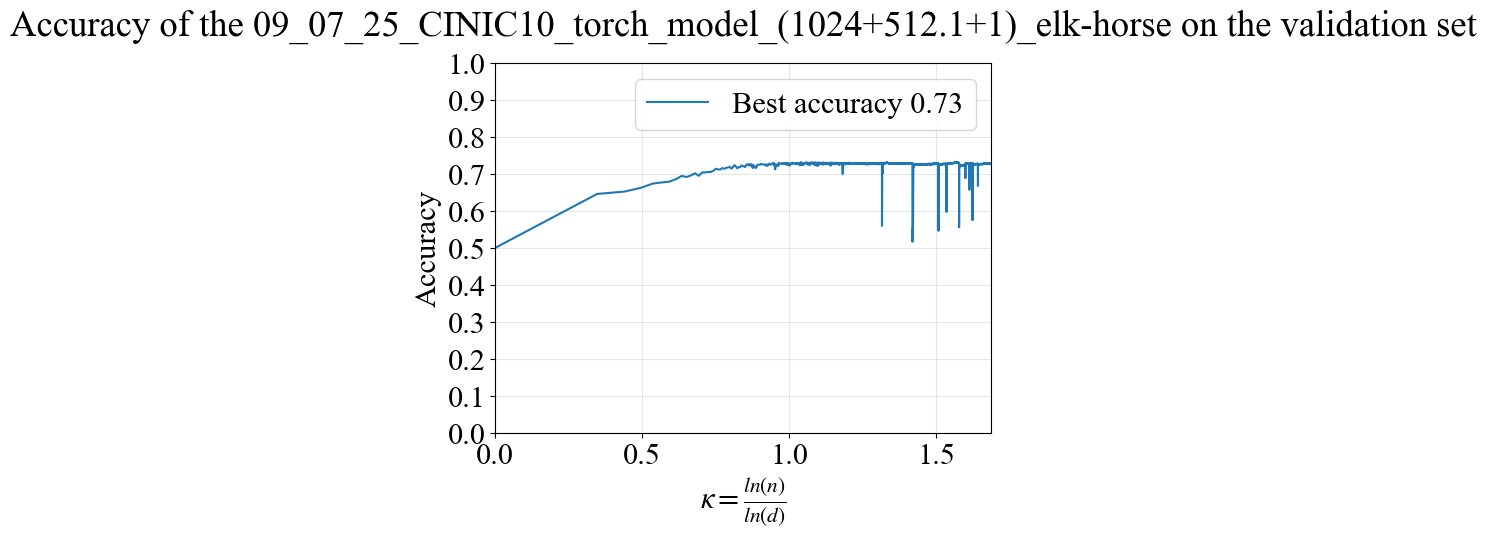 Accuracy of the 09_07_25_CINIC10_torch_model_(1024+512.1+1)_elk-horse on the validation set
1.0
Best accuracy 0.73
0.9
0.8
0.7
0.6
0.5
0.4
0.3
0.2
0.1
0.0
Accuracy
0.0 0.5 1.0 1.5
κ = ln(n) / ln(d)